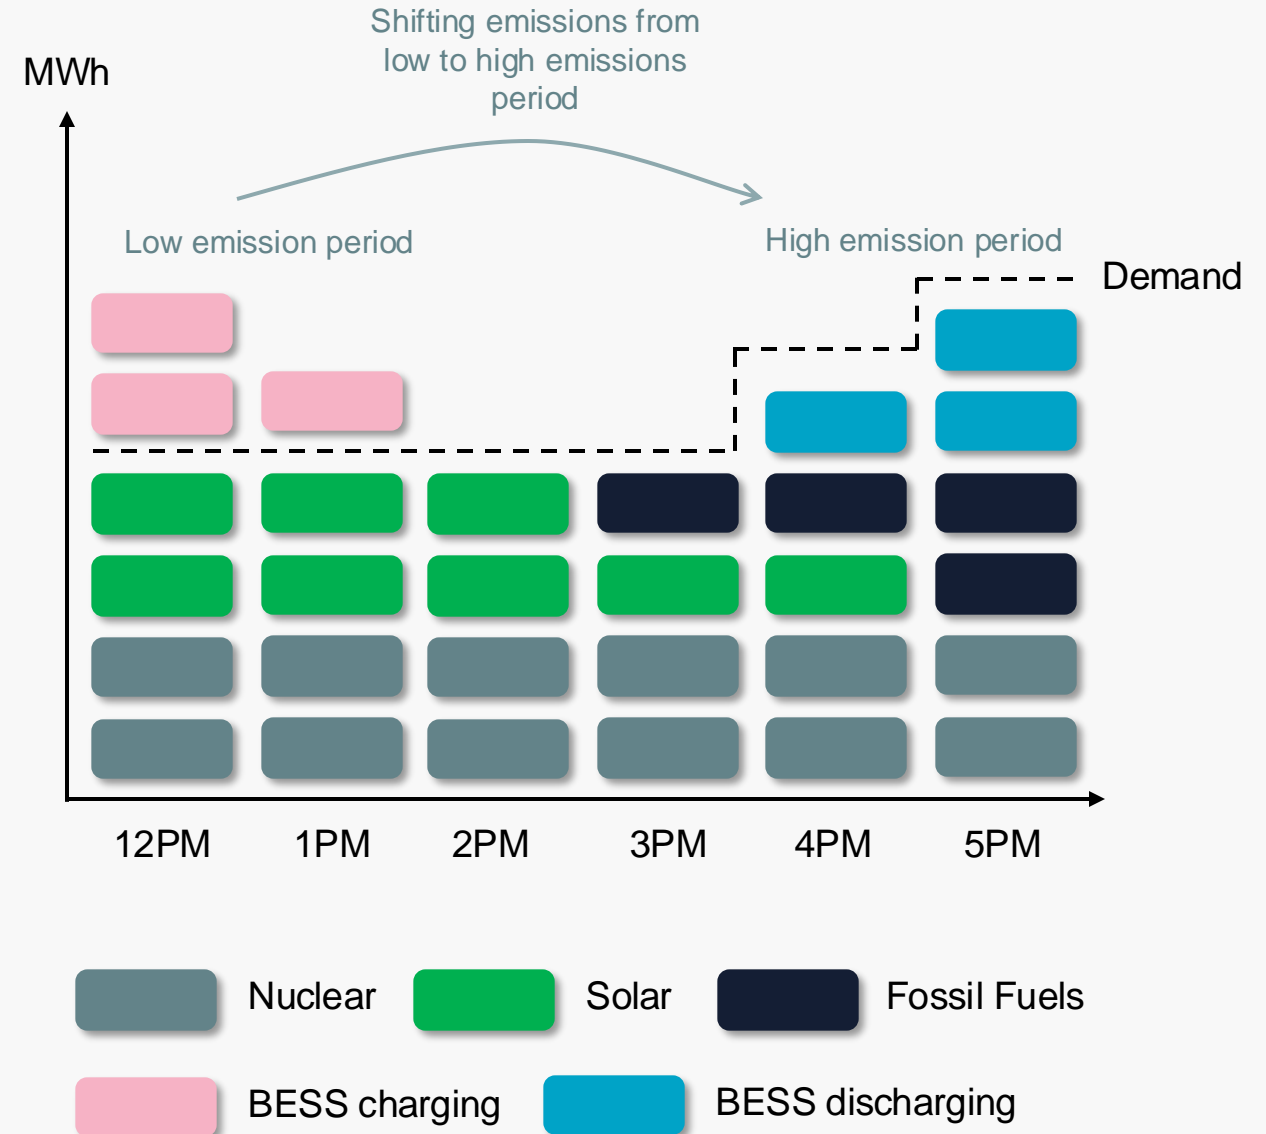 Shifting emissions from
low to high emissions
period
MWh
Low emission period
High emission period
Demand
12PM 1PM 2PM 3PM 4PM 5PM
Nuclear Solar Fossil Fuels
BESS charging BESS discharging